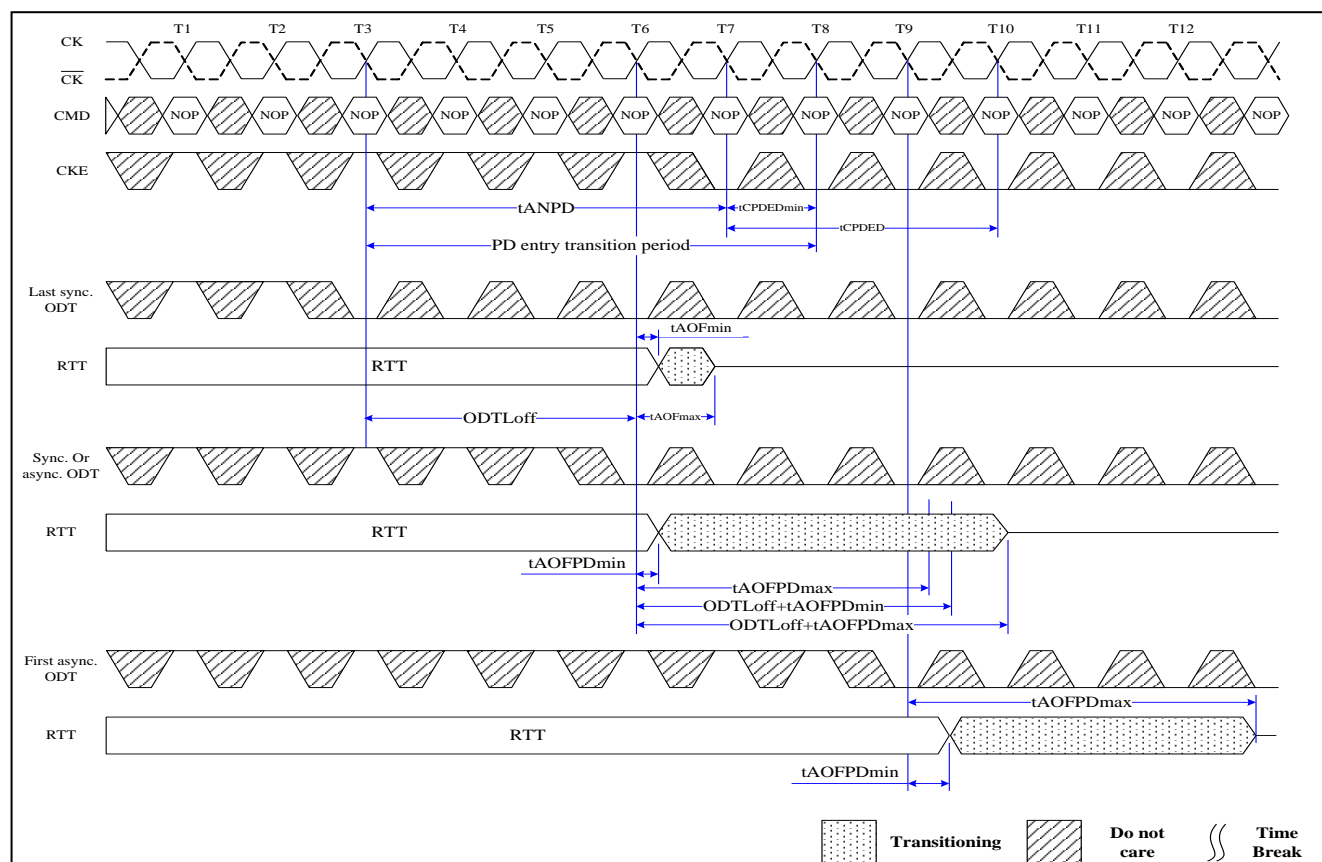 T1 T2 T3 T4 T5 T6 T7 T8 T9 T10 T11 T12
CK
CK
CMD NOP NOP NOP NOP NOP NOP NOP NOP NOP NOP NOP NOP NOP
CKE
tANPD tCPDEDmin
tCPDED
PD entry transition period
Last sync.
ODT
tAOFmin
RTT RTT
ODTLoff tAOFmax
Sync. Or
async. ODT
RTT RTT
tAOFPDmin
tAOFPDmax
ODTLoff+tAOFPDmin
ODTLoff+tAOFPDmax
First async.
ODT
tAOFPDmax
RTT RTT
tAOFPDmin
Transitioning Do not
care Time
Break